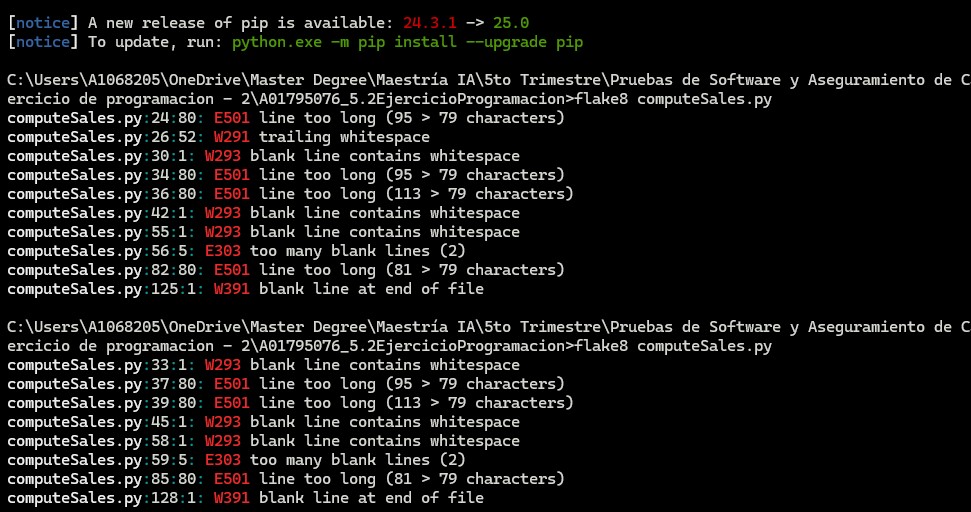 [notice] A new release of pip is available: 24.3.1 -> 25.0
[notice] To update, run: python.exe -m pip install --upgrade pip
C:\Users\A1068205\OneDrive\Master Degree\Maestría IA\5to Trimestre\Pruebas de Software y Aseguramiento de C
ercicio de programacion - 2\A01795076_5.2EjercicioProgramacion>flake8 computeSales.py
computeSales.py:24:80: E501 line too long (95 > 79 characters)
computeSales.py:26:52: W291 trailing whitespace
computeSales.py:30:1: W293 blank line contains whitespace
computeSales.py:34:80: E501 line too long (95 > 79 characters)
computeSales.py:36:80: E501 line too long (113 > 79 characters)
computeSales.py:42:1: W293 blank line contains whitespace
computeSales.py:55:1: W293 blank line contains whitespace
computeSales.py:56:5: E303 too many blank lines (2)
computeSales.py:82:80: E501 line too long (81 > 79 characters)
computeSales.py:125:1: W391 blank line at end of file
C:\Users\A1068205\OneDrive\Master Degree\Maestría IA\5to Trimestre\Pruebas de Software y Aseguramiento de C
ercicio de programacion - 2\A01795076_5.2EjercicioProgramacion>flake8 computeSales.py
computeSales.py:33:1: W293 blank line contains whitespace
computeSales.py:37:80: E501 line too long (95 > 79 characters)
computeSales.py:39:80: E501 line too long (113 > 79 characters)
computeSales.py:45:1: W293 blank line contains whitespace
computeSales.py:58:1: W293 blank line contains whitespace
computeSales.py:59:5: E303 too many blank lines (2)
computeSales.py:85:80: E501 line too long (81 > 79 characters)
computeSales.py:128:1: W391 blank line at end of file